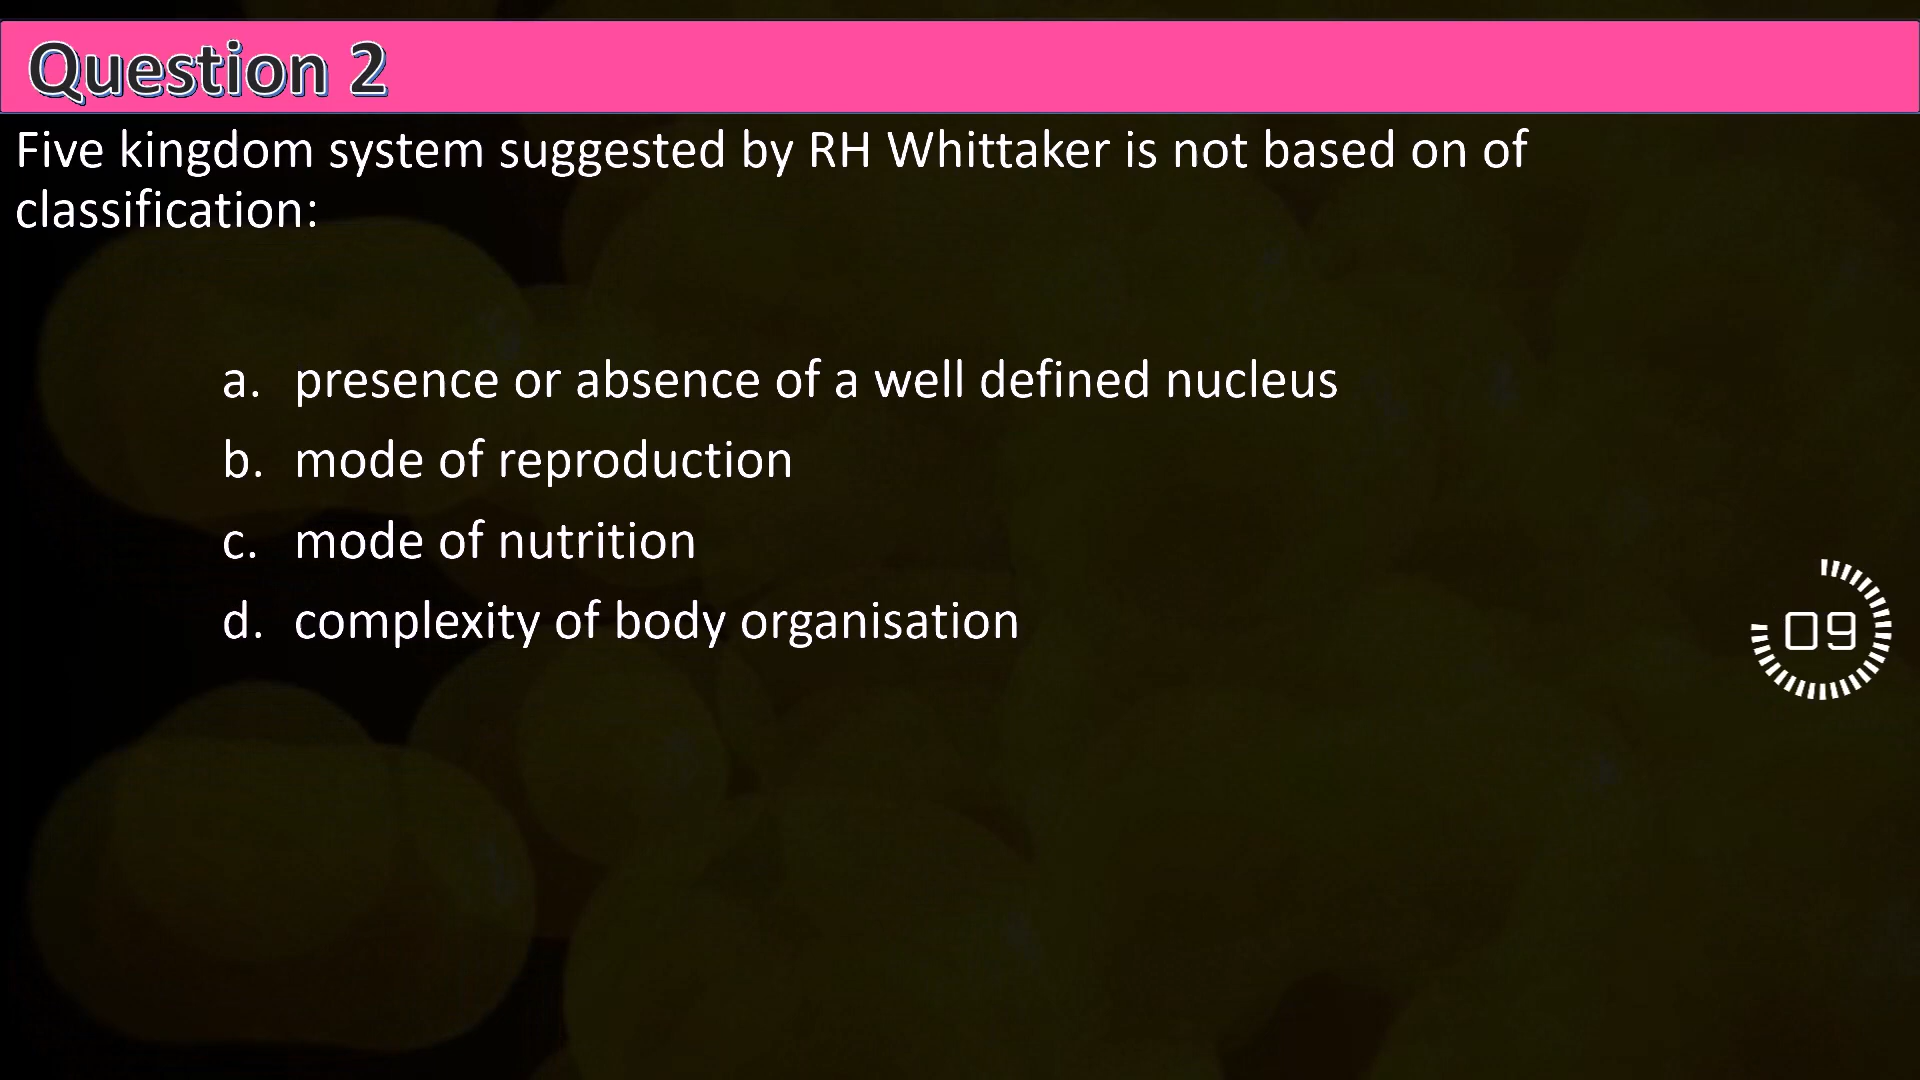 Question 2
Five kingdom system suggested by RH Whittaker is not based on of
classification:
a. presence or absence of a well defined nucleus
b. mode of reproduction
c. mode of nutrition
d. complexity of body organisation
09